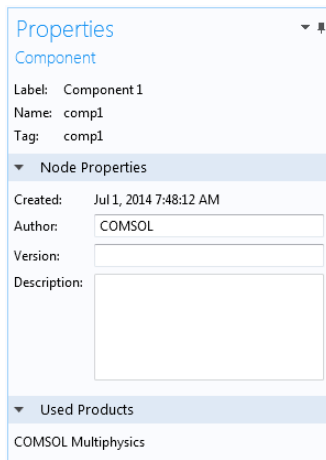 Properties
Component
Label: Component 1
Name: comp1
Tag: comp1
Node Properties
Created: Jul 1, 2014 7:48:12 AM
Author: COMSOL
Version:
Description:
Used Products
COMSOL Multiphysics